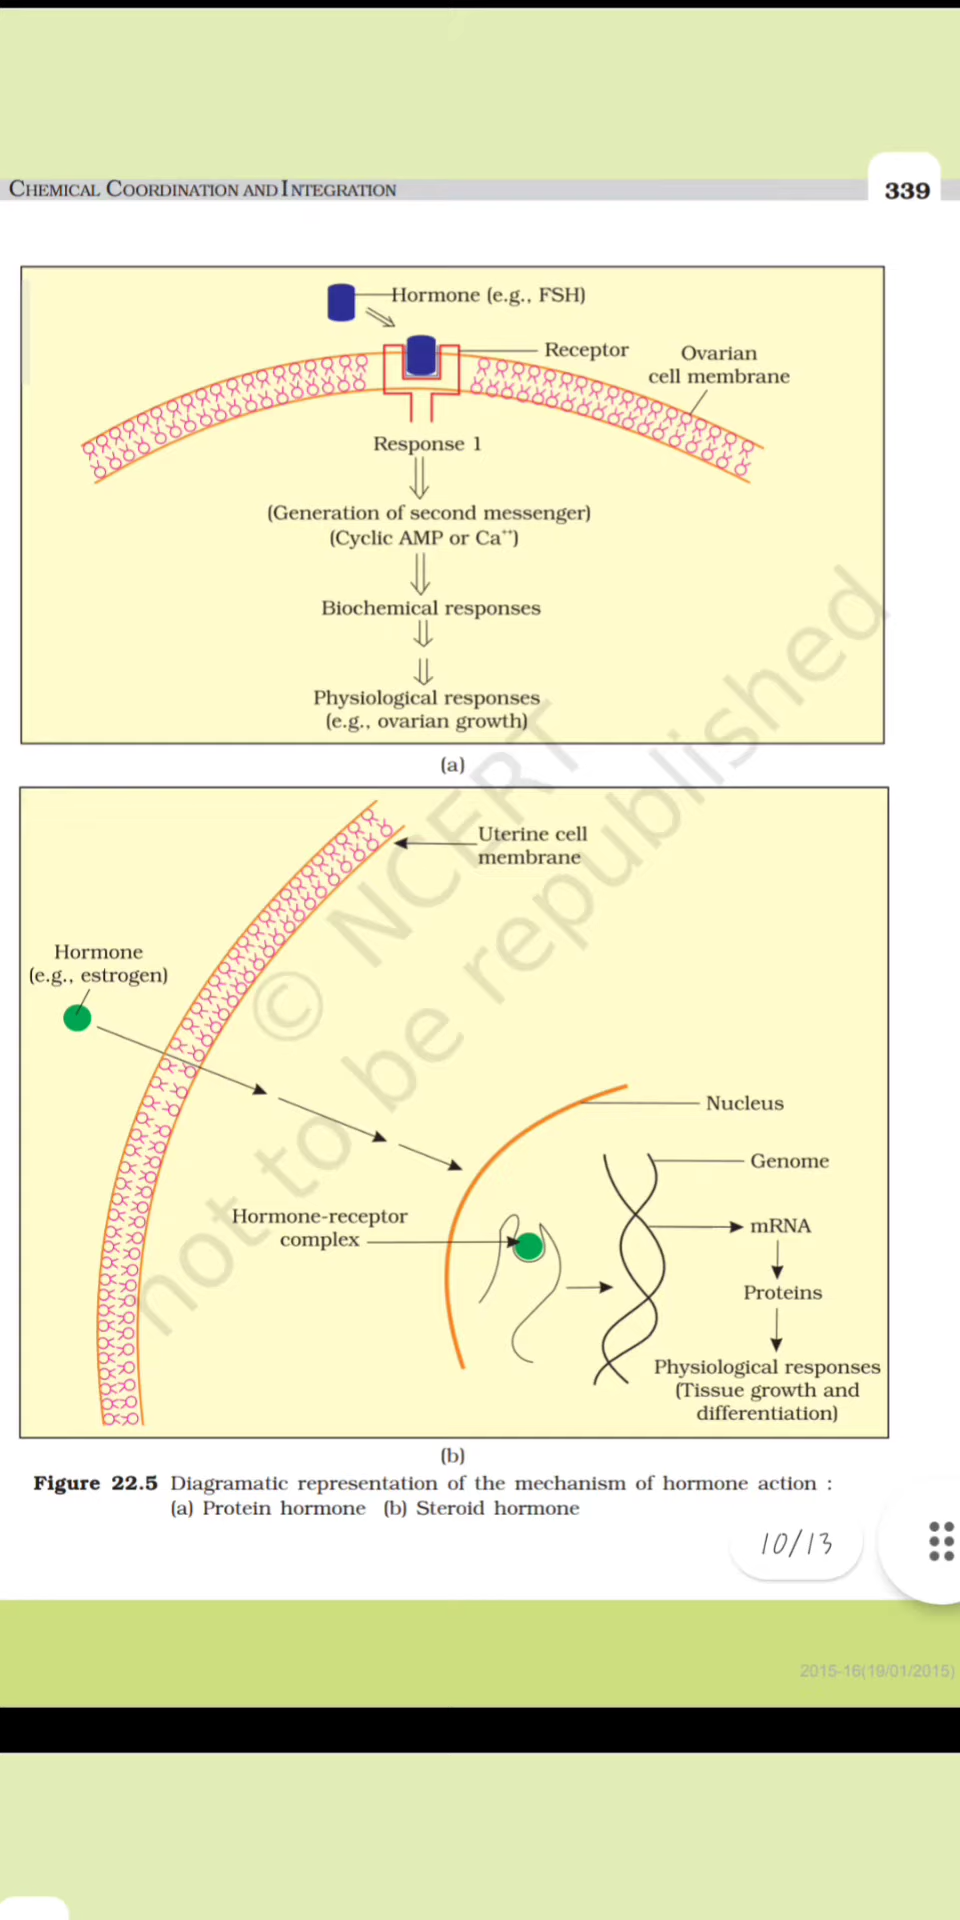 CHEMICAL COORDINATION AND INTEGRATION
339
Hormone (e.g., FSH)
Receptor
Ovarian
cell membrane
Response 1
(Generation of second messenger)
(Cyclic AMP or Ca⁺⁺)
Biochemical responses
Physiological responses
(e.g., ovarian growth)
(a)
Uterine cell
membrane
Hormone
(e.g., estrogen)
Nucleus
Genome
Hormone-receptor
complex
mRNA
Proteins
Physiological responses
(Tissue growth and
differentiation)
(b)
© NCERT
not to be republished
Figure 22.5 Diagramatic representation of the mechanism of hormone action :
(a) Protein hormone (b) Steroid hormone
10/13
2015-16(19/01/2015)